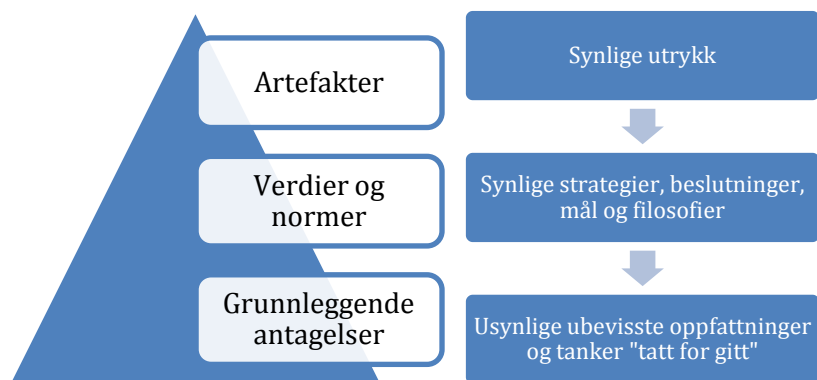 Artefakter
Synlige utrykk
Verdier og
normer
Synlige strategier, beslutninger,
mål og filosofier
Grunnleggende
antagelser
Usynlige ubevisste oppfattninger
og tanker "tatt for gitt"